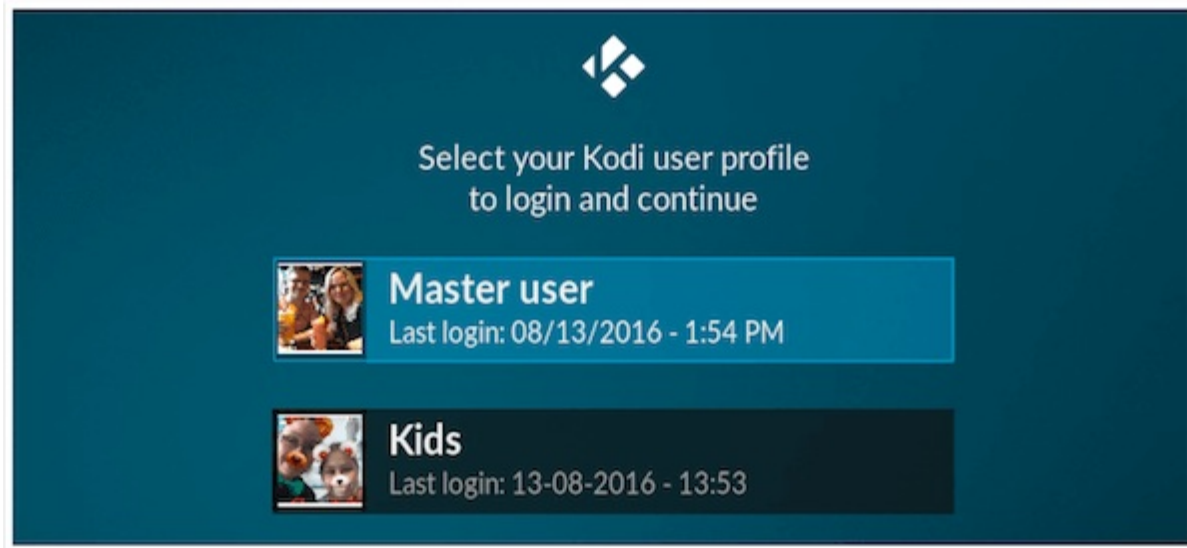 Select your Kodi user profile
to login and continue
Master user
Last login: 08/13/2016 - 1:54 PM
Kids
Last login: 13-08-2016 - 13:53